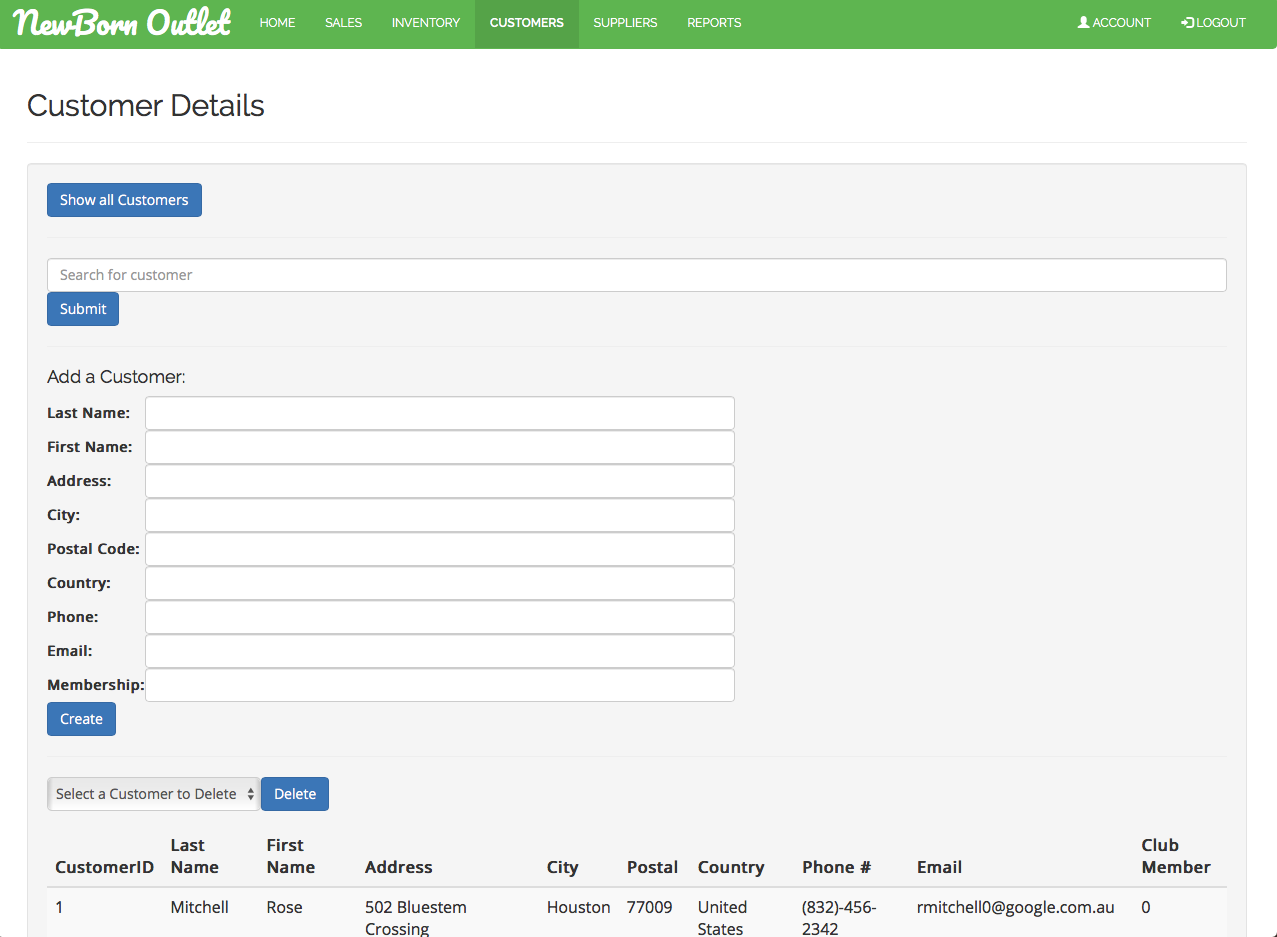 NewBorn Outlet HOME SALES INVENTORY CUSTOMERS SUPPLIERS REPORTS ACCOUNT LOGOUT
Customer Details
Show all Customers
Search for customer
Submit
Add a Customer:
Last Name:
First Name:
Address:
City:
Postal Code:
Country:
Phone:
Email:
Membership:
Create
Select a Customer to Delete Delete
Last First Club
CustomerID Name Name Address City Postal Country Phone # Email Member
1 Mitchell Rose 502 Bluestem Houston 77009 United (832)-456- rmitchell0@google.com.au 0
Crossing States 2342